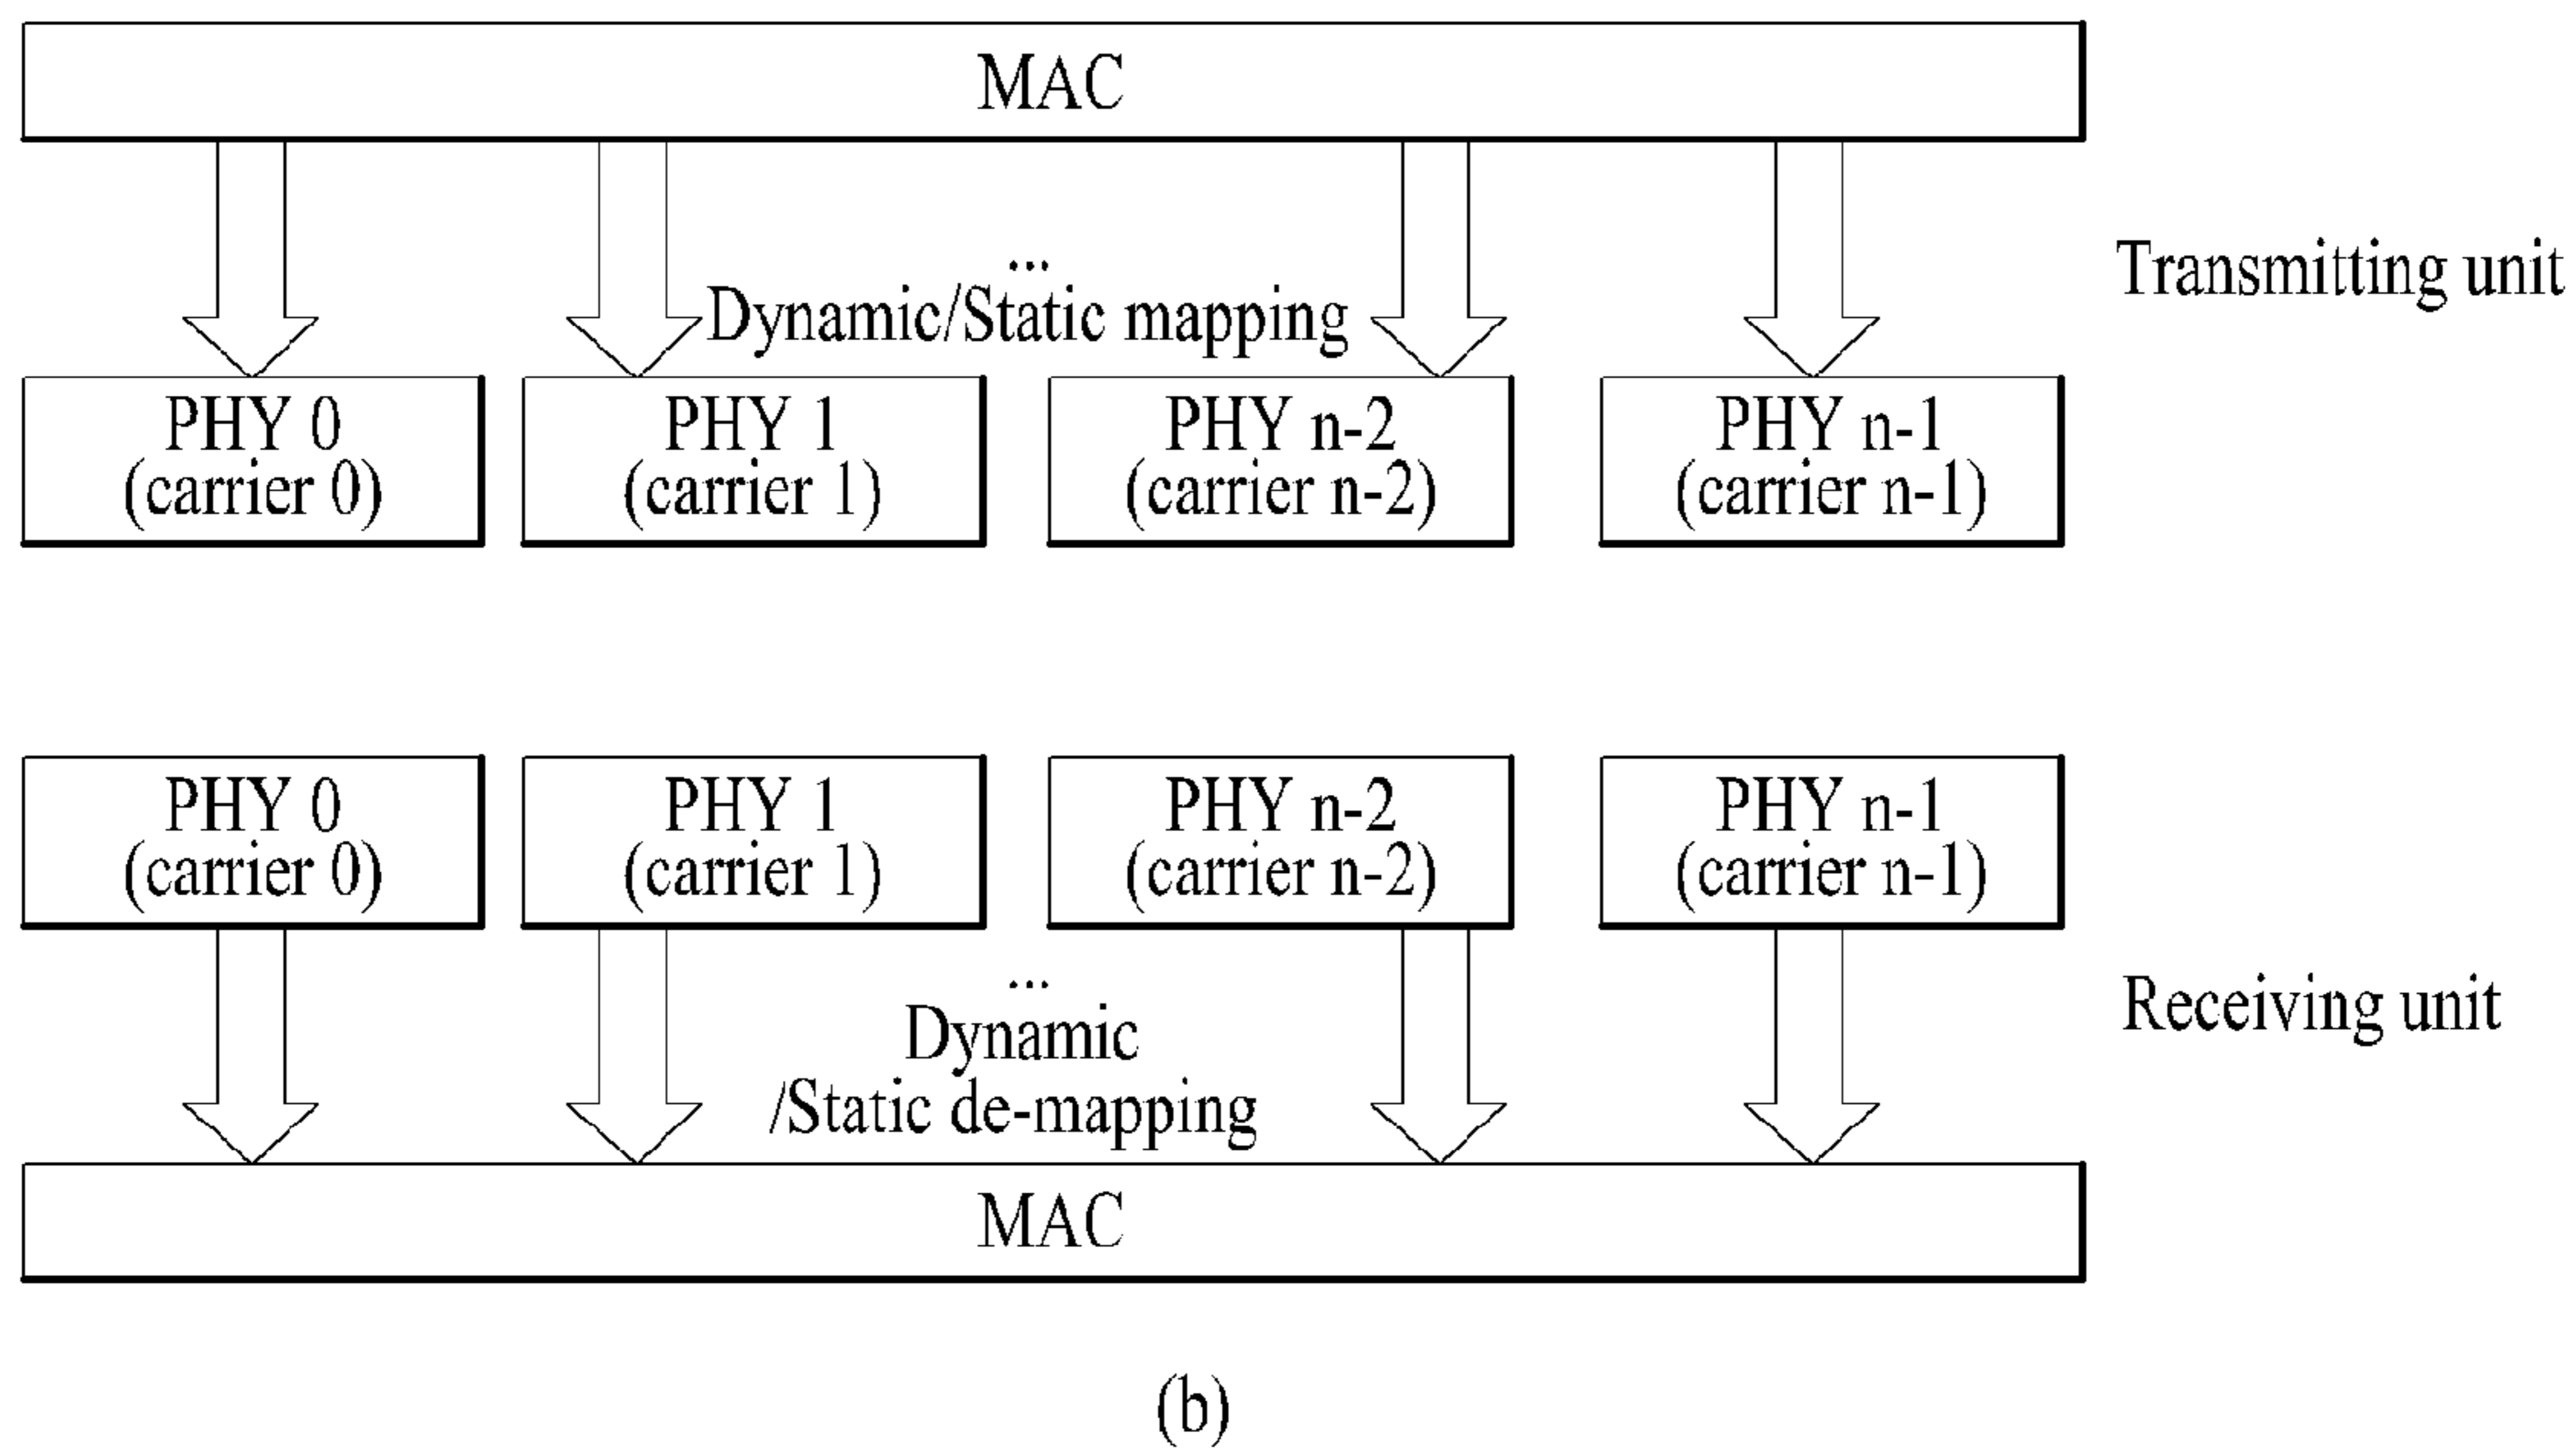 MAC
...
Dynamic/Static mapping
Transmitting unit
PHY 0
(carrier 0)
PHY 1
(carrier 1)
PHY n-2
(carrier n-2)
PHY n-1
(carrier n-1)
PHY 0
(carrier 0)
PHY 1
(carrier 1)
PHY n-2
(carrier n-2)
PHY n-1
(carrier n-1)
...
Dynamic
/Static de-mapping
Receiving unit
MAC
(b)